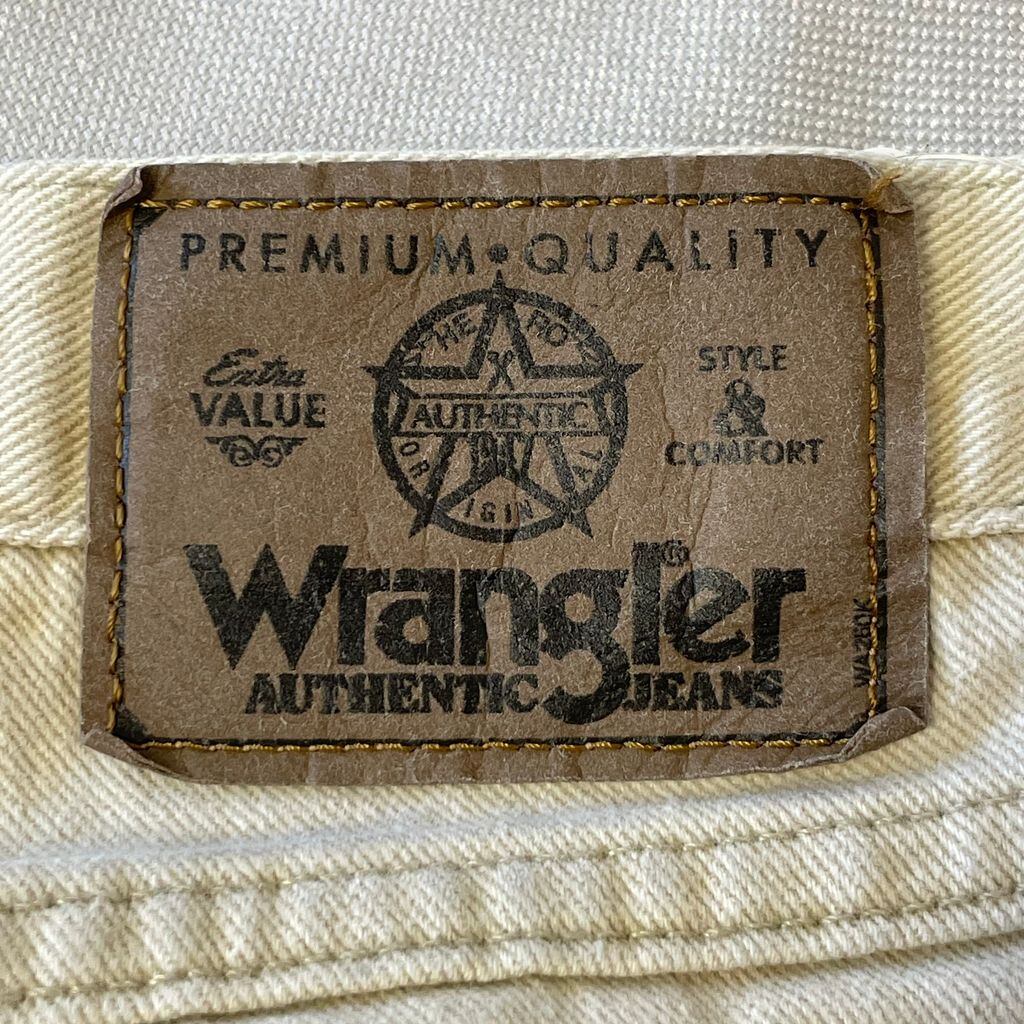 PREMIUM • QUALITY
Extra
VALUE
AUTHENTIC
STYLE
&
COMFORT
Wrangler®
AUTHENTIC JEANS